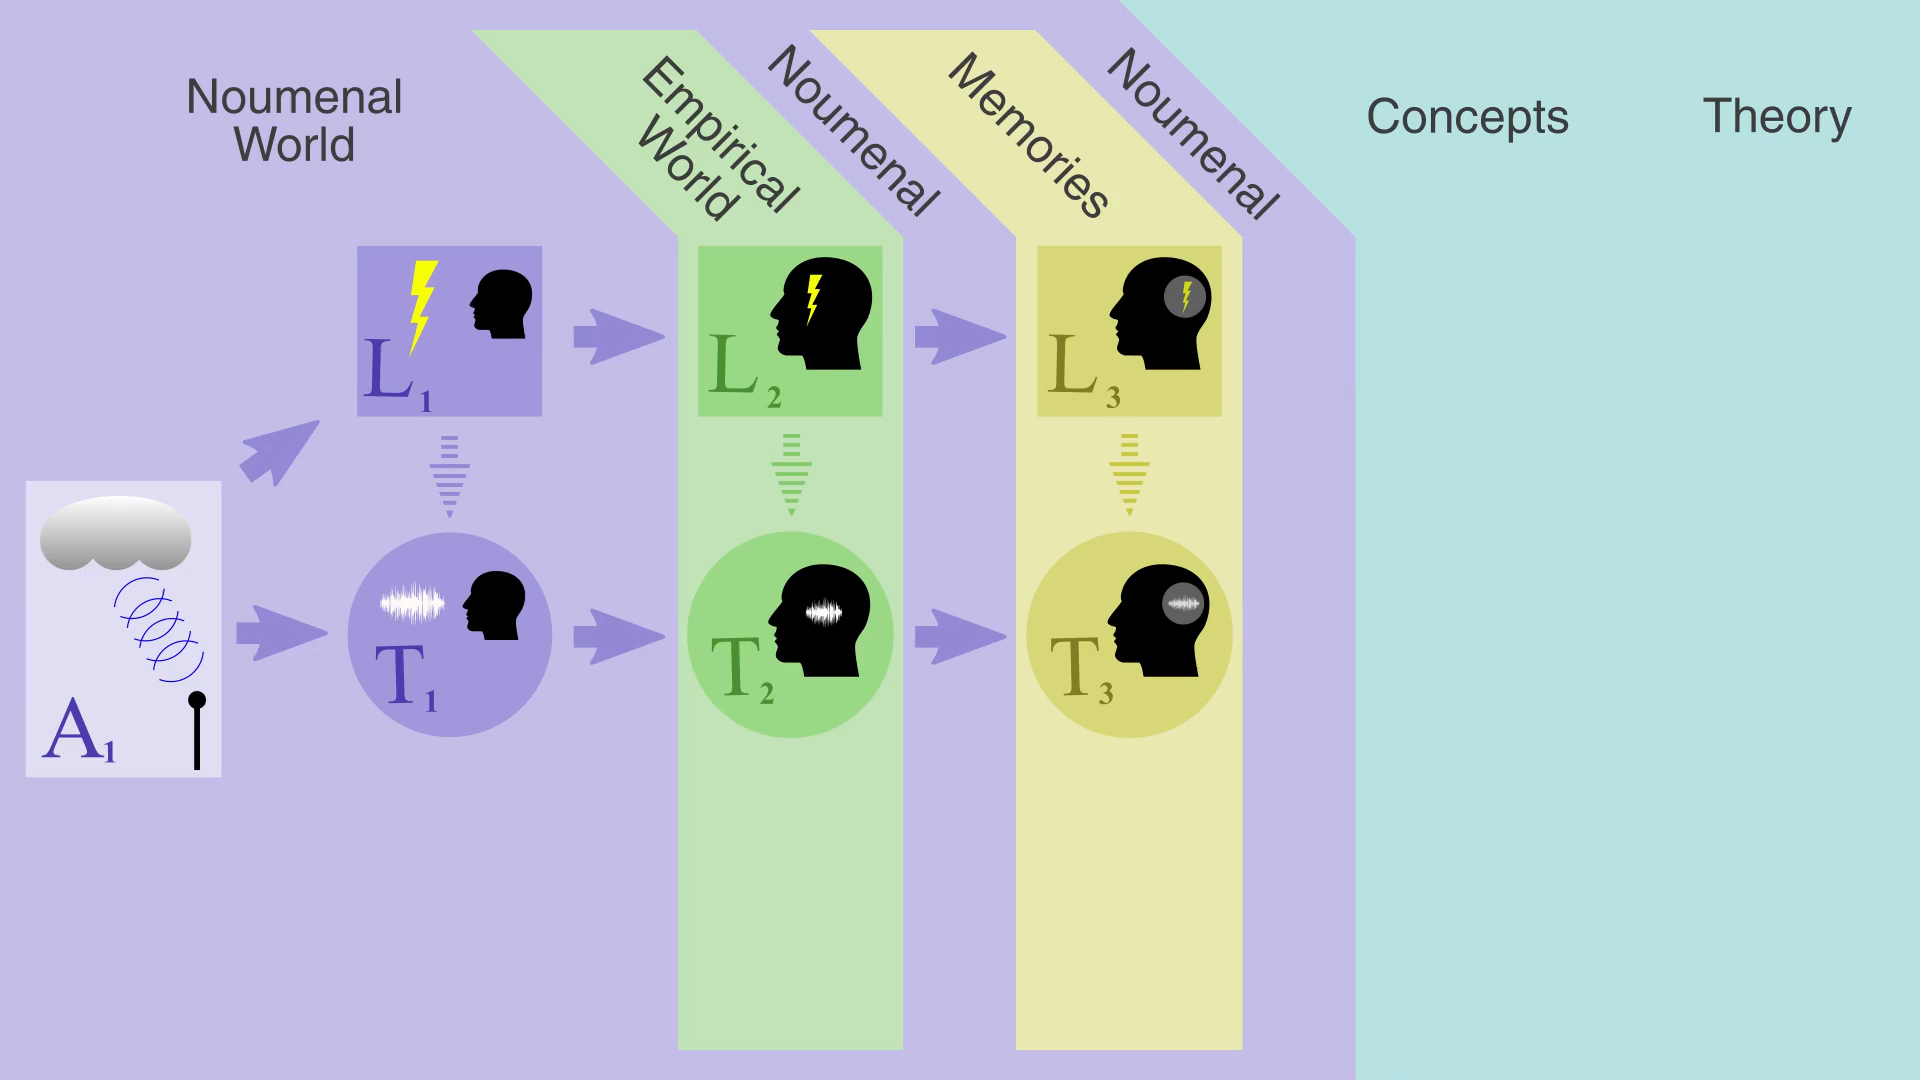 Noumenal
World
Empirical
World
Noumenal
Memories
Noumenal
Concepts
Theory
L1
L2
L3
A1
T1
T2
T3